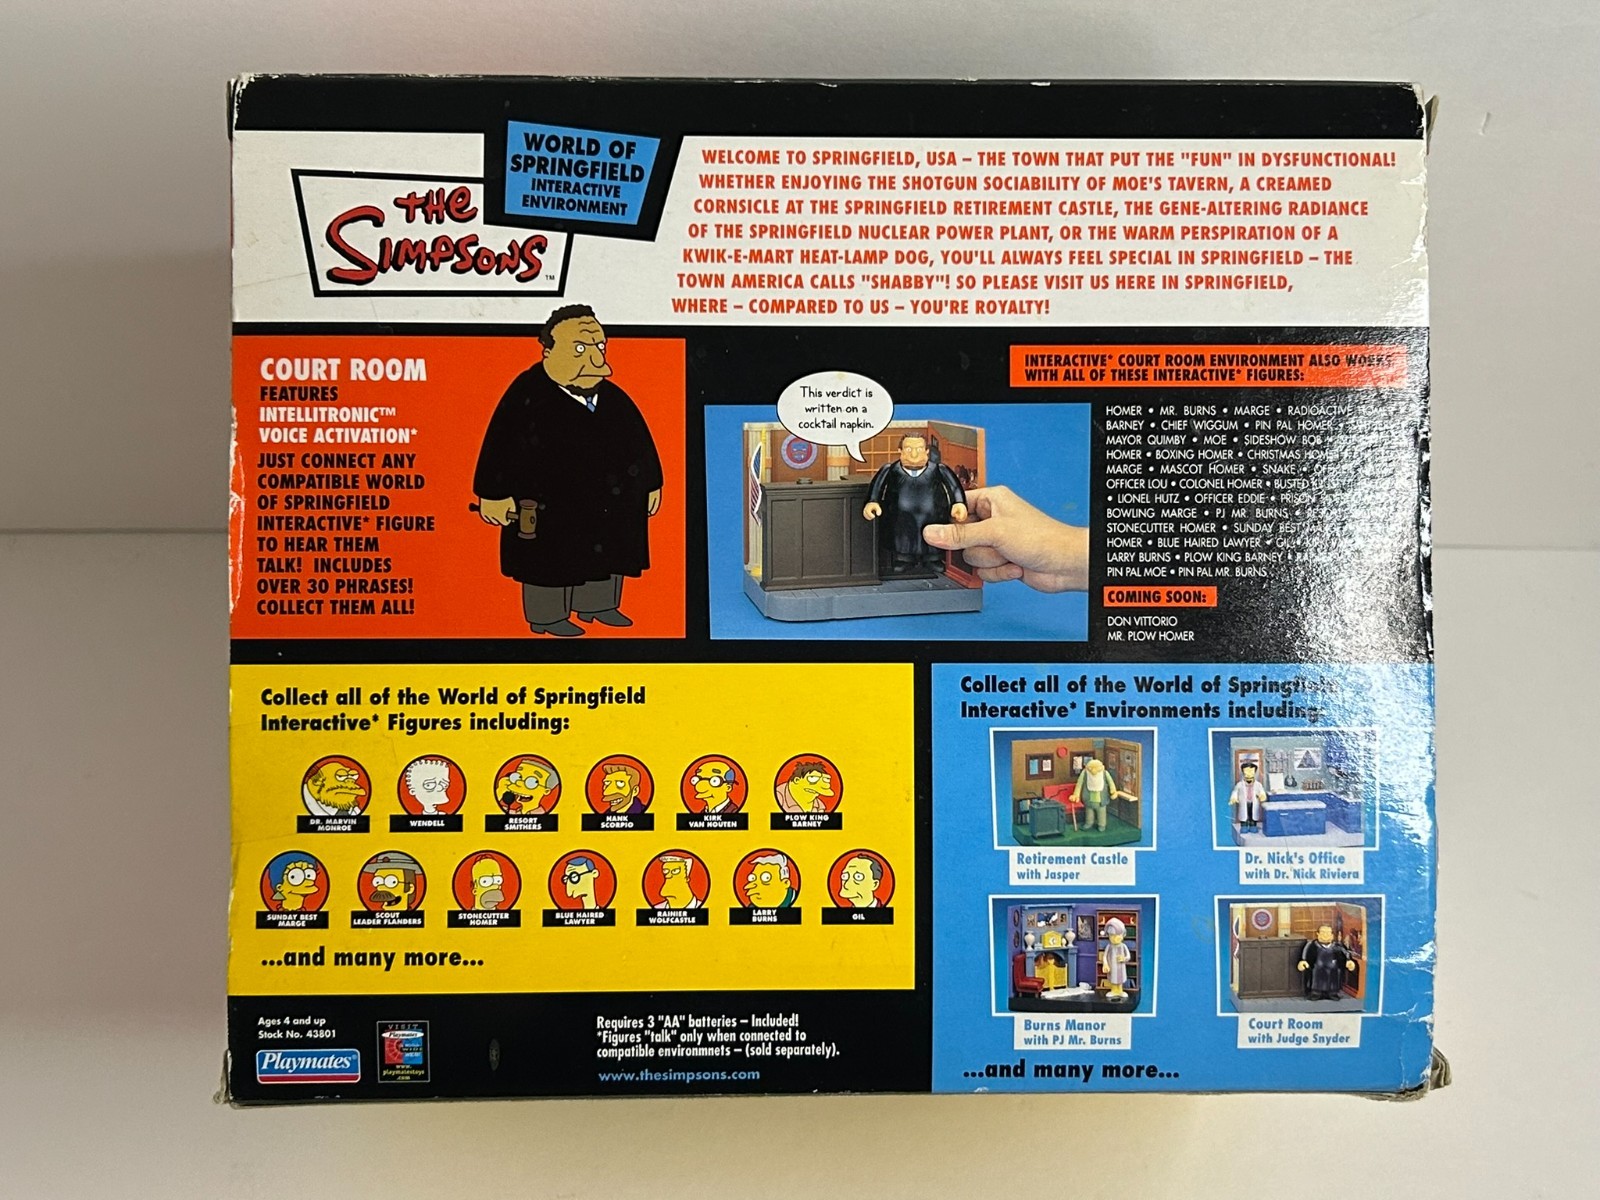 THE
SIMPSONS
TM
WORLD OF
SPRINGFIELD
INTERACTIVE
ENVIRONMENT
WELCOME TO SPRINGFIELD, USA – THE TOWN THAT PUT THE "FUN" IN DYSFUNCTIONAL!
WHETHER ENJOYING THE SHOTGUN SOCIABILITY OF MOE'S TAVERN, A CREAMED
CORNSICLE AT THE SPRINGFIELD RETIREMENT CASTLE, THE GENE-ALTERING RADIANCE
OF THE SPRINGFIELD NUCLEAR POWER PLANT, OR THE WARM PERSPIRATION OF A
KWIK-E-MART HEAT-LAMP DOG, YOU'LL ALWAYS FEEL SPECIAL IN SPRINGFIELD – THE
TOWN AMERICA CALLS "SHABBY"! SO PLEASE VISIT US HERE IN SPRINGFIELD,
WHERE – COMPARED TO US – YOU'RE ROYALTY!
COURT ROOM
FEATURES
INTELLITRONIC™
VOICE ACTIVATION*
JUST CONNECT ANY
COMPATIBLE WORLD
OF SPRINGFIELD
INTERACTIVE* FIGURE
TO HEAR THEM
TALK! INCLUDES
OVER 30 PHRASES!
COLLECT THEM ALL!
This verdict is
written on a
cocktail napkin.
INTERACTIVE* COURT ROOM ENVIRONMENT ALSO WORKS
WITH ALL OF THESE INTERACTIVE* FIGURES:
HOMER • MR. BURNS • MARGE • RADIOACTIVE HOMER
BARNEY • CHIEF WIGGUM • PIN PAL HOMER •
MAYOR QUIMBY • MOE • SIDESHOW BOB •
HOMER • BOXING HOMER • CHRISTMAS HOMER
MARGE • MASCOT HOMER • SNAKE •
OFFICER LOU • COLONEL HOMER • BUSTED
• LIONEL HUTZ • OFFICER EDDIE • PRISON
BOWLING MARGE • PJ MR. BURNS •
STONECUTTER HOMER • SUNDAY BEST
HOMER • BLUE HAIRED LAWYER •
LARRY BURNS • PLOW KING BARNEY •
PIN PAL MOE • PIN PAL MR. BURNS
COMING SOON:
DON VITTORIO
MR. PLOW HOMER
Collect all of the World of Springfield
Interactive* Figures including:
DR. MARVIN
MONROE
WENDELL
RESORT
SMITHERS
HANK
SCORPIO
KIRK
VAN HOUTEN
PLOW KING
BARNEY
SUNDAY BEST
MARGE
SCOUT
LEADER FLANDERS
STONECUTTER
HOMER
BLUE HAIRED
LAWYER
RAINIER
WOLFCASTLE
LARRY
BURNS
GIL
...and many more...
Collect all of the World of Springfield
Interactive* Environments including:
Retirement Castle
with Jasper
Dr. Nick's Office
with Dr. Nick Riviera
Burns Manor
with PJ Mr. Burns
Court Room
with Judge Snyder
...and many more...
Ages 4 and up
Stock No. 43801
Playmates®
VISIT
Playmates
www.
playmatestoys
.com
Requires 3 "AA" batteries – Included!
*Figures "talk" only when connected to
compatible environmnets – (sold separately).
www.thesimpsons.com